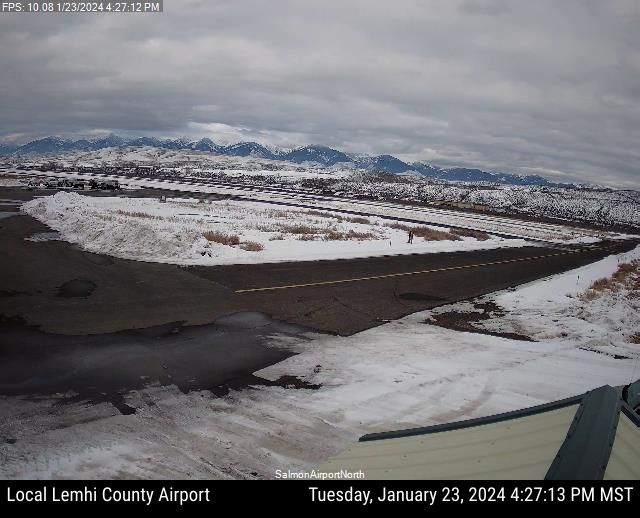 FPS: 10.08 1/23/2024 4:27:12 PM
SalmonAirportNorth
Local Lemhi County Airport Tuesday, January 23, 2024 4:27:13 PM MST